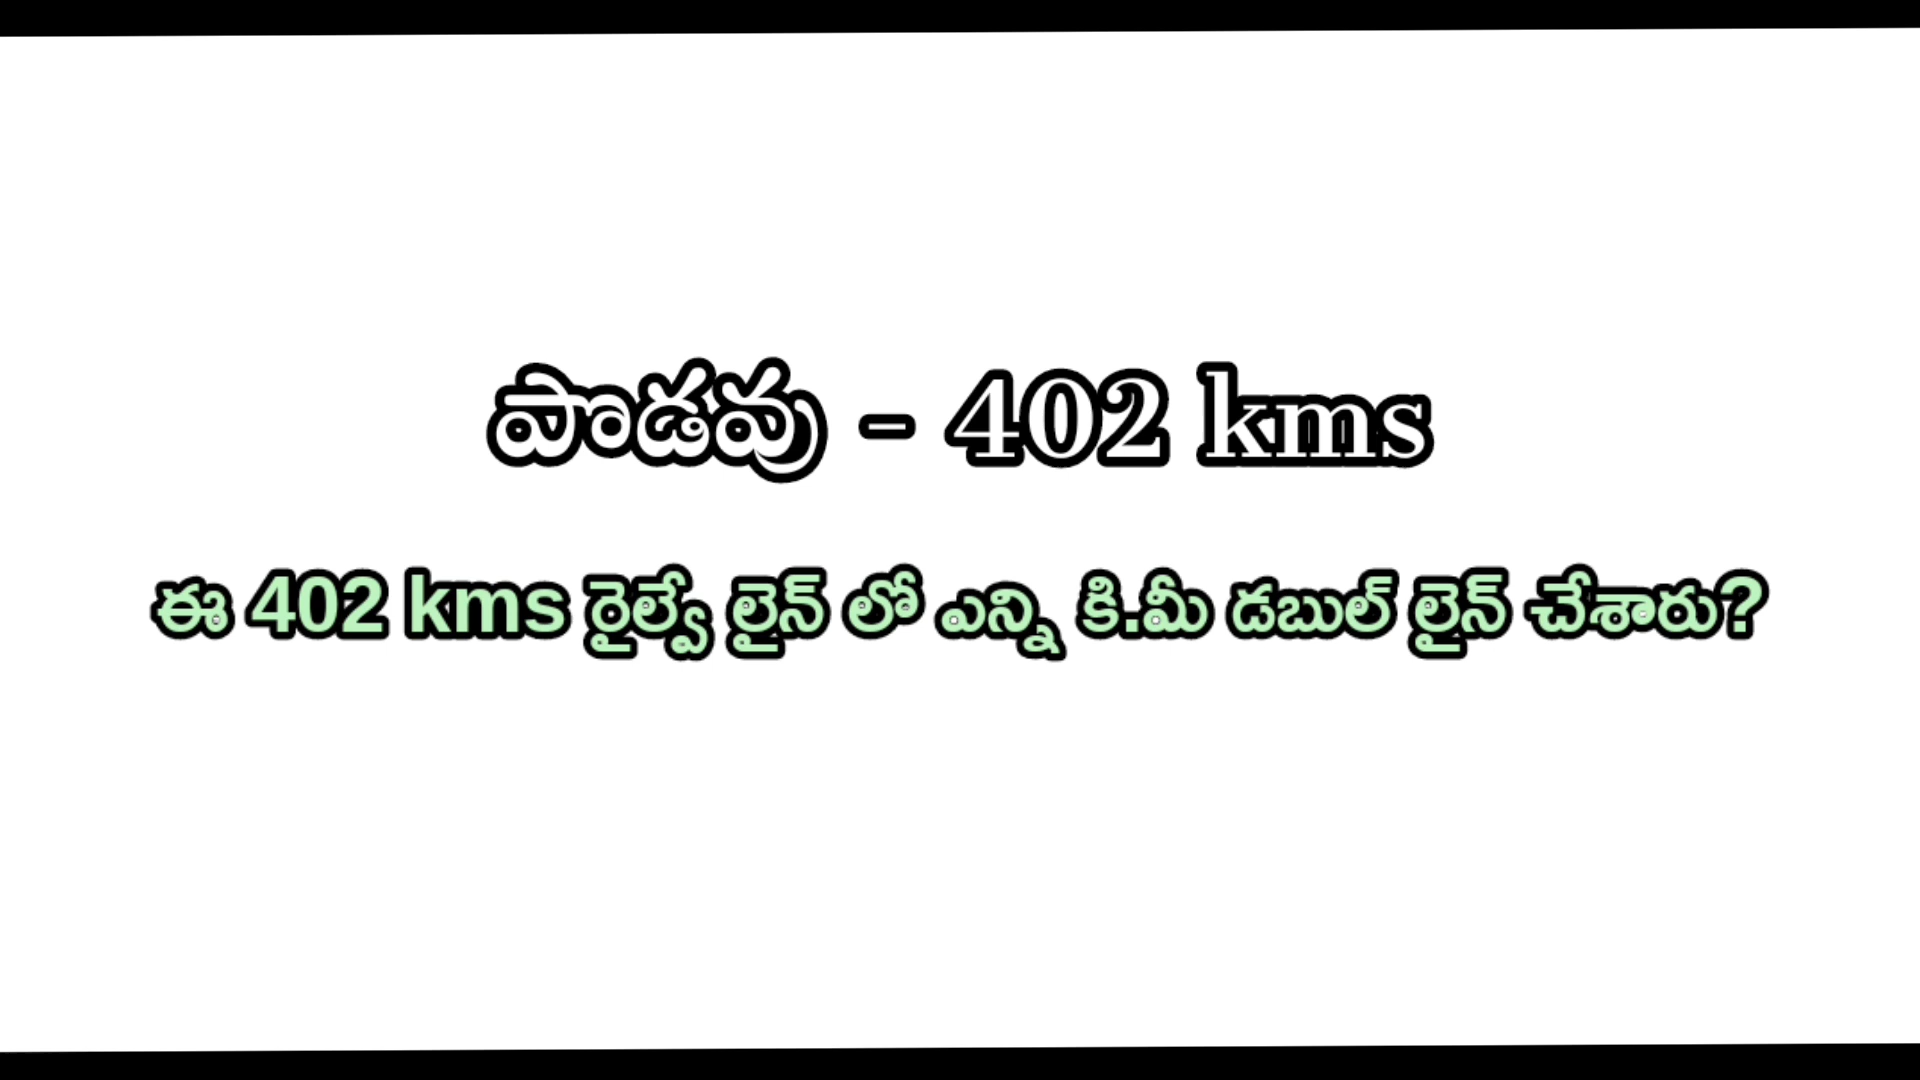 పొడవు - 402 kms
ఈ 402 kms రైల్వే లైన్ లో ఎన్ని కి.మీ డబుల్ లైన్ చేశారు?